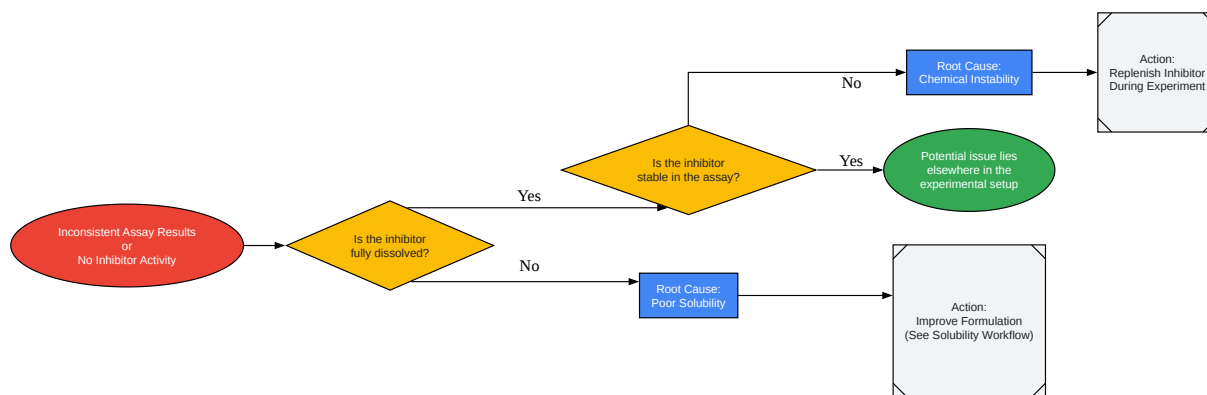 Inconsistent Assay Results
or
No Inhibitor Activity
Is the inhibitor
fully dissolved?
Yes
No
Is the inhibitor
stable in the assay?
No
Yes
Root Cause:
Chemical Instability
Action:
Replenish Inhibitor
During Experiment
Potential issue lies
elsewhere in the
experimental setup
Root Cause:
Poor Solubility
Action:
Improve Formulation
(See Solubility Workflow)